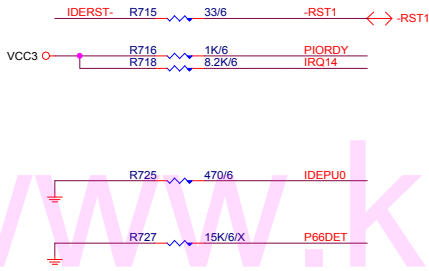 IDERST- R715 33/6 -RST1 -RST1
R716 1K/6 PIORDY
VCC3
R718 8.2K/6 IRQ14
R725 470/6 IDEPU0
R727 15K/6/X P66DET
ww.k